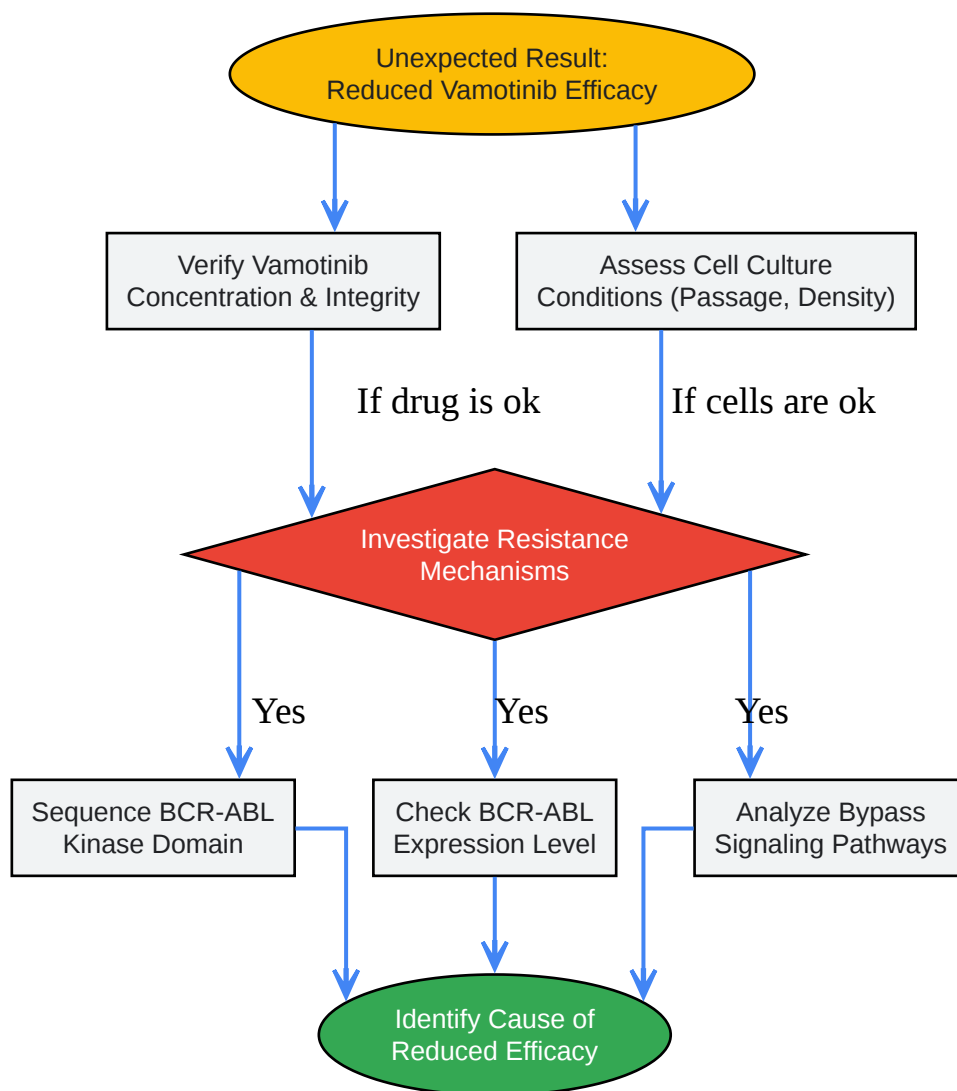 Unexpected Result:
Reduced Vamotinib Efficacy
Verify Vamotinib
Concentration & Integrity
Assess Cell Culture
Conditions (Passage, Density)
If drug is ok
If cells are ok
Investigate Resistance
Mechanisms
Yes
Yes
Yes
Sequence BCR-ABL
Kinase Domain
Check BCR-ABL
Expression Level
Analyze Bypass
Signaling Pathways
Identify Cause of
Reduced Efficacy